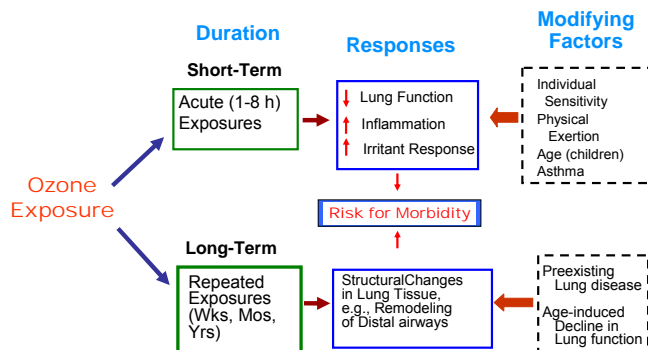 Duration
Responses
Modifying
Factors
Short-Term
Acute (1-8 h)
Exposures
Lung Function
Inflammation
Irritant Response
Individual
Sensitivity
Physical
Exertion
Age (children)
Asthma
Ozone
Exposure
Risk for Morbidity
Long-Term
Repeated
Exposures
(Wks, Mos,
Yrs)
StructuralChanges
in Lung Tissue,
e.g., Remodeling
of Distal airways
Preexisting
Lung disease
Age-induced
Decline in
Lung function